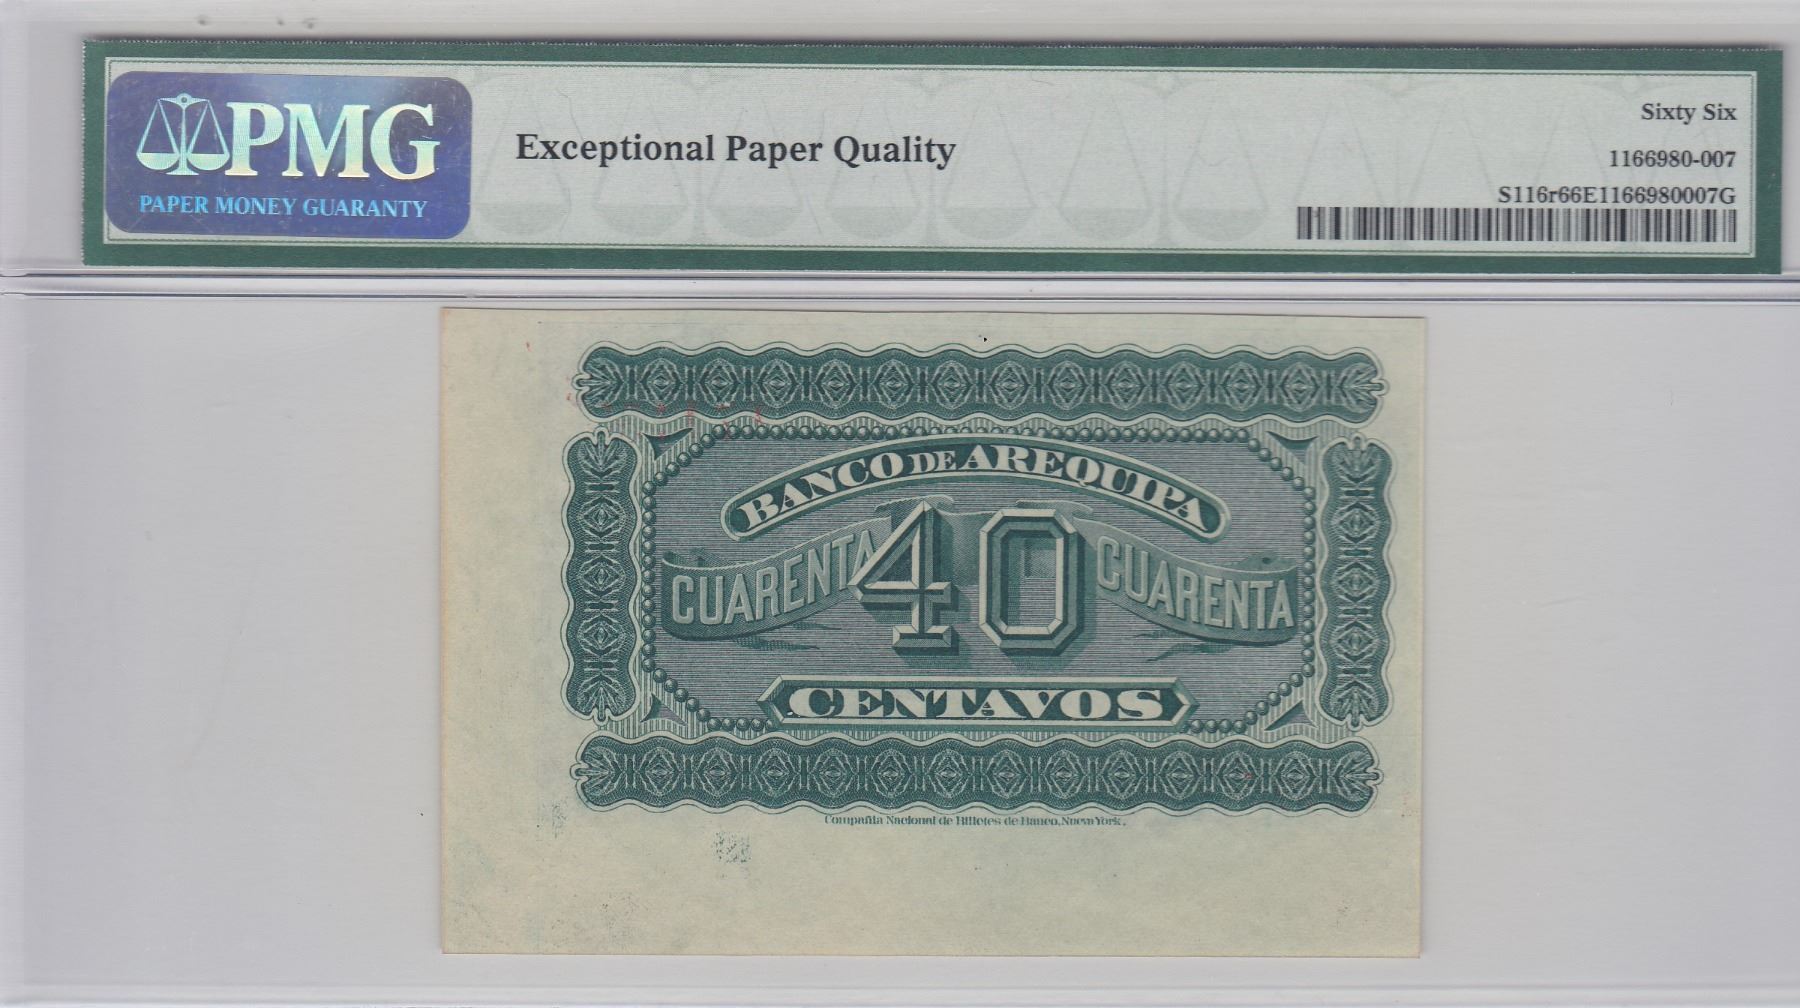 PMG
PAPER MONEY GUARANTY
Exceptional Paper Quality
Sixty Six
1166980-007
S116r66E1166980007G
BANCO DE AREQUIPA
CUARENTA 40 CUARENTA
CENTAVOS
Compañia Nacional de Billetes de Banco, Nueva York.